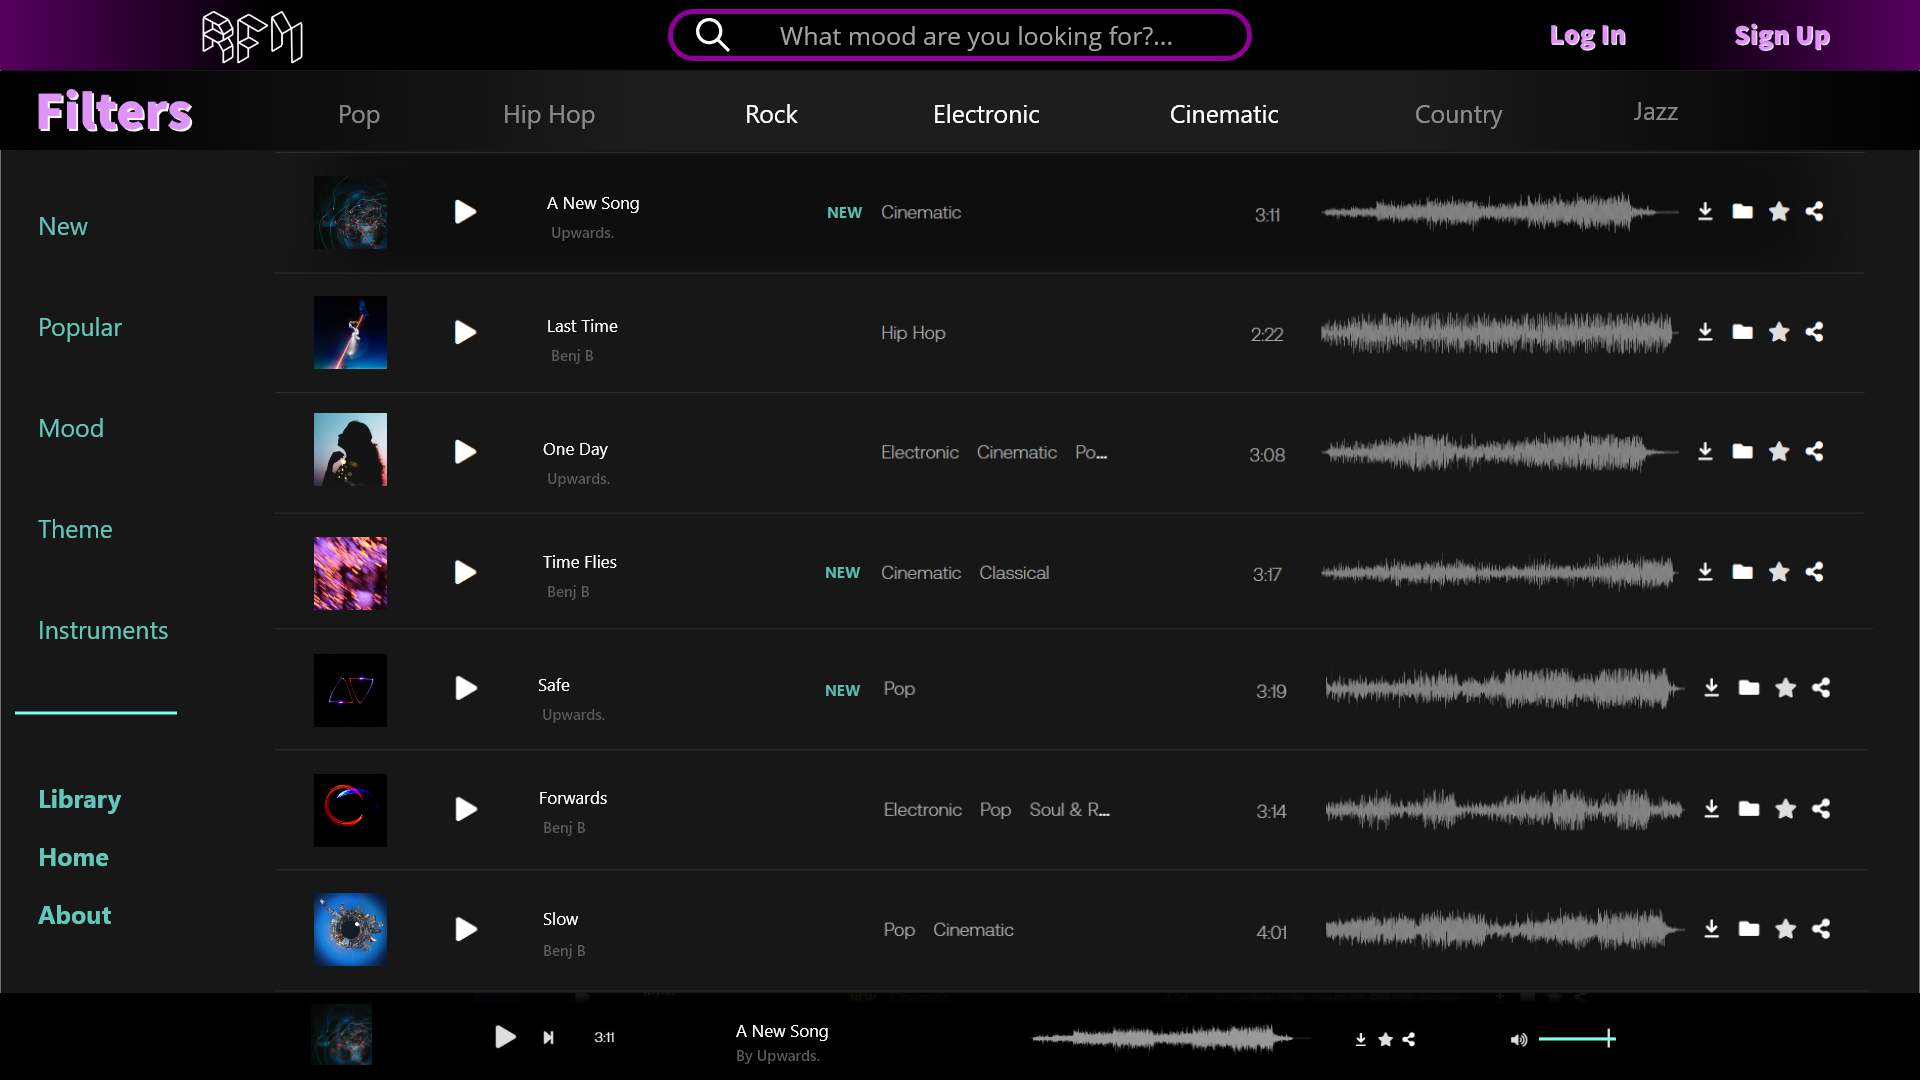 RFM
What mood are you looking for?...
Log In
Sign Up
Filters
Pop
Hip Hop
Rock
Electronic
Cinematic
Country
Jazz
New
Popular
Mood
Theme
Instruments
Library
Home
About
A New Song
Upwards.
NEW Cinematic
3:11
Last Time
Benj B
Hip Hop
2:22
One Day
Upwards.
Electronic Cinematic Po...
3:08
Time Flies
Benj B
NEW Cinematic Classical
3:17
Safe
Upwards.
NEW Pop
3:19
Forwards
Benj B
Electronic Pop Soul & R...
3:14
Slow
Benj B
Pop Cinematic
4:01
3:11
A New Song
By Upwards.